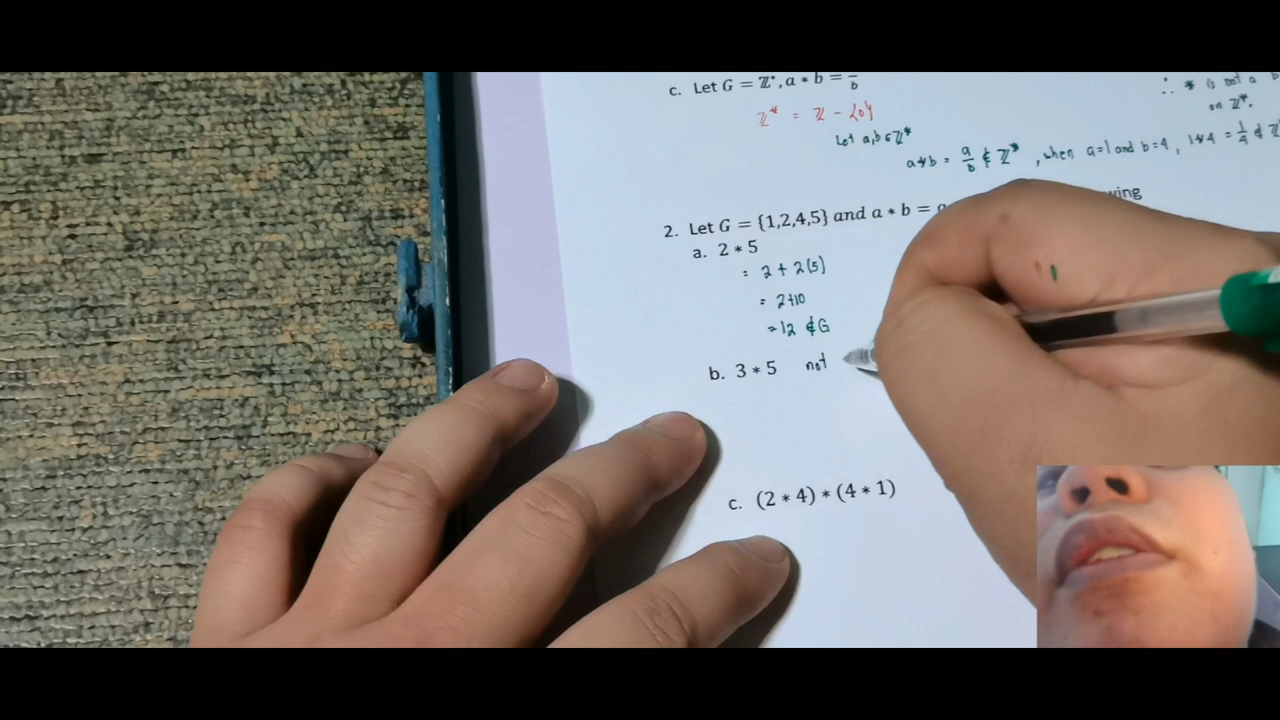 c. Let G = ℤ*, a * b = _/b
∴ * is not a b
on ℤ*.
ℤ* = ℤ - {0}
Let a,b ∈ ℤ*
a*b = a/b ∉ ℤ* , when a=1 and b=4 , 1*4 = 1/4 ∉ ℤ
2. Let G = {1,2,4,5} and a * b = a
a. 2 * 5
= 2 + 2(5)
= 2+10
=12 ∉G
b. 3 * 5 not
c. (2 * 4) * (4 * 1)